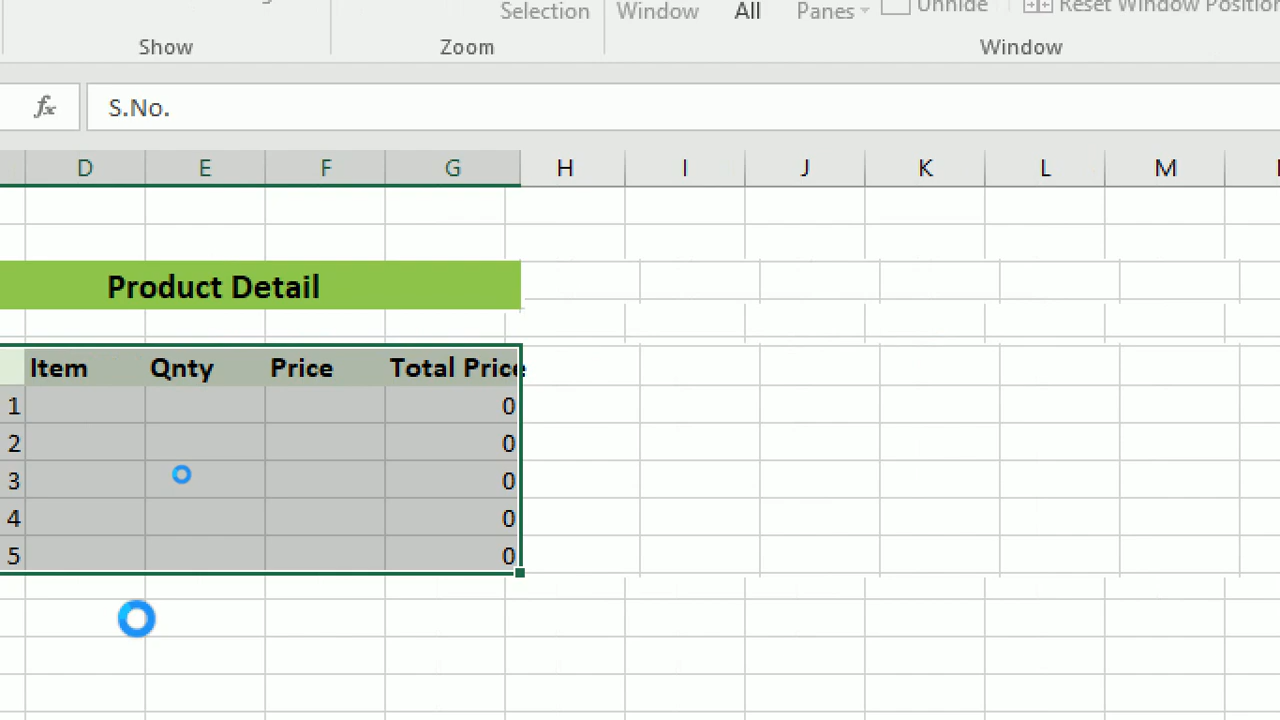 Selection Window All Panes Unhide Reset Window Position
Show Zoom Window
fx S.No.
D E F G H I J K L M
Product Detail
Item Qnty Price Total Price
1 0
2 0
3 0
4 0
5 0